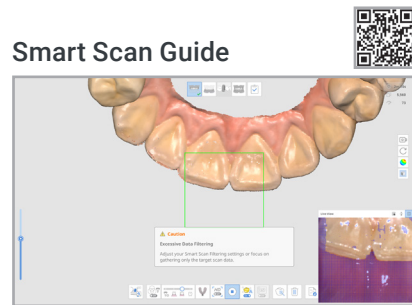 Smart Scan Guide
Caution
Excessive Data Filtering
Adjust your Smart Scan Filtering settings or focus on
gathering only the target scan data.